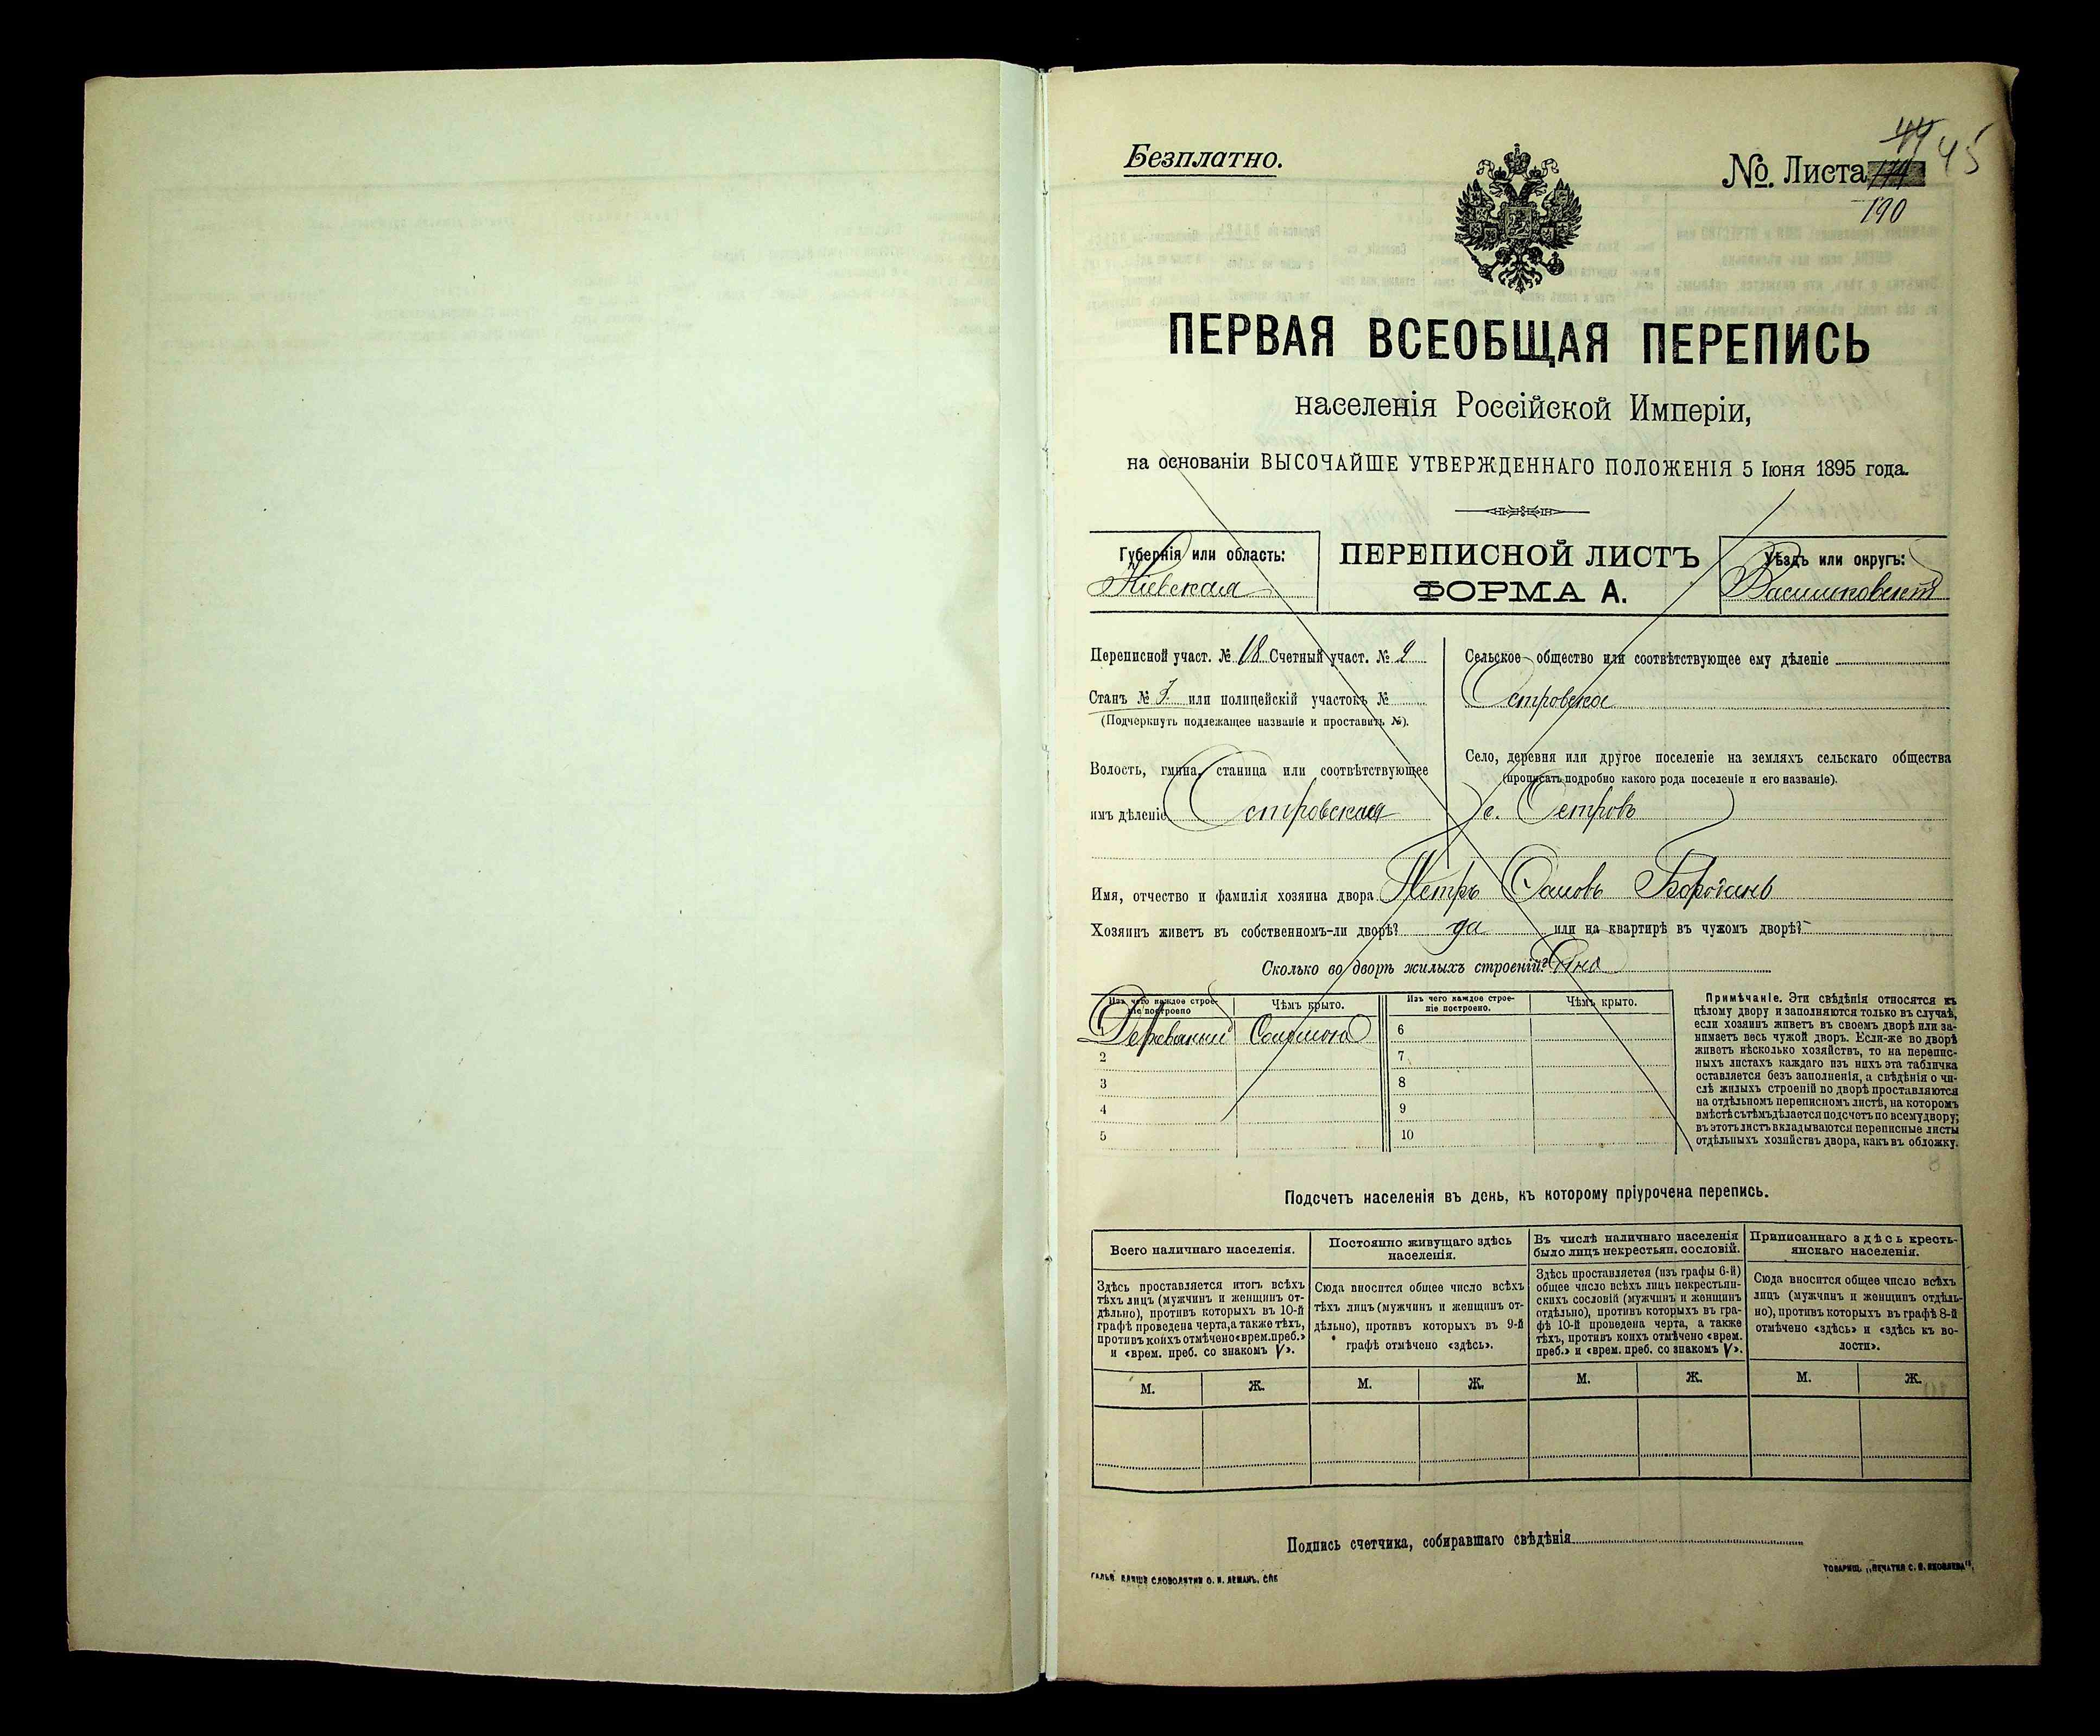 Безплатно.
44 45
№. Листа 174
190
ПЕРВАЯ ВСЕОБЩАЯ ПЕРЕПИСЬ
населенія Россійской Имперіи,
на основаніи ВЫСОЧАЙШЕ УТВЕРЖДЕННАГО ПОЛОЖЕНІЯ 5 Іюня 1895 года.
Губернія или область:
Кіевская
ПЕРЕПИСНОЙ ЛИСТЪ
ФОРМА А.
Уѣздъ или округъ:
Васильковскій
Переписной участ. № 18 Счетный участ. № 2
Станъ № 3 или полицейскій участокъ №
(Подчеркнуть подлежащее названіе и проставить №).
Волость, гмина, станица или соотвѣтствующее
имъ дѣленіе Островская
Сельское общество или соотвѣтствующее ему дѣленіе
Островское
Село, деревня или другое поселеніе на земляхъ сельскаго общества
(прописать подробно какого рода поселеніе и его названіе).
с. Островъ
Имя, отчество и фамилія хозяина двора Петръ
Хозяинъ живетъ въ собственномъ-ли дворѣ? да или на квартирѣ въ чужомъ дворѣ? -
Сколько во дворѣ жилыхъ строеній? Одно
Изъ чего каждое строеніе построено
Чѣмъ крыто.
Изъ чего каждое строеніе построено.
Чѣмъ крыто.
1 Соломою 6
2 7
3 8
4 9
5 10
Примѣчаніе. Эти свѣдѣнія относятся къ
цѣлому двору и заполняются только въ случаѣ,
если хозяинъ живетъ въ своемъ дворѣ или за-
нимаетъ весь чужой дворъ. Если-же во дворѣ
живетъ нѣсколько хозяйствъ, то на перепис-
ныхъ листахъ каждаго изъ нихъ эта табличка
оставляется безъ заполненія, а свѣдѣнія о чи-
слѣ жилыхъ строеній во дворѣ проставляются
на отдѣльномъ переписномъ листѣ, на которомъ
вмѣстѣ съ тѣмъ дѣлается подсчетъ по всему двору;
въ этотъ листъ вкладываются переписные листы
отдѣльныхъ хозяйствъ двора, какъ въ обложку.
Подсчетъ населенія въ день, къ которому пріурочена перепись.
Всего наличнаго населенія.
Здѣсь проставляется итогъ всѣхъ
тѣхъ лицъ (мужчинъ и женщинъ от-
дѣльно), противъ которыхъ въ 10-й
графѣ проведена черта, а также тѣхъ,
противъ коихъ отмѣчено «врем. преб.»
и «врем. преб. со знакомъ V».
Постоянно живущаго здѣсь
населенія.
Сюда вносится общее число всѣхъ
тѣхъ лицъ (мужчинъ и женщинъ от-
дѣльно), противъ которыхъ въ 9-й
графѣ отмѣчено «здѣсь».
Въ числѣ наличнаго населенія
было лицъ некрестьян. сословій.
Здѣсь проставляется (изъ графы 6-й)
общее число всѣхъ лицъ некрестьян-
скихъ сословій (мужчинъ и женщинъ
отдѣльно), противъ которыхъ въ гра-
фѣ 10-й проведена черта, а также
тѣхъ, противъ коихъ отмѣчено «врем.
преб.» и «врем. преб. со знакомъ V».
Приписаннаго здѣсь кресть-
янскаго населенія.
Сюда вносится общее число всѣхъ
лицъ (мужчинъ и женщинъ отдѣль-
но), противъ которыхъ въ графѣ 8-й
отмѣчено «здѣсь» и «здѣсь къ во-
лости».
М. Ж. М. Ж. М. Ж. М. Ж.
Подпись счетчика, собиравшаго свѣдѣнія
СЛОВОЛИТНИ О. И. ЛЕМАНЪ. СПБ
ТОВАРИЩ. „ПЕЧАТНЯ С. П. ЯКОВЛЕВА“.